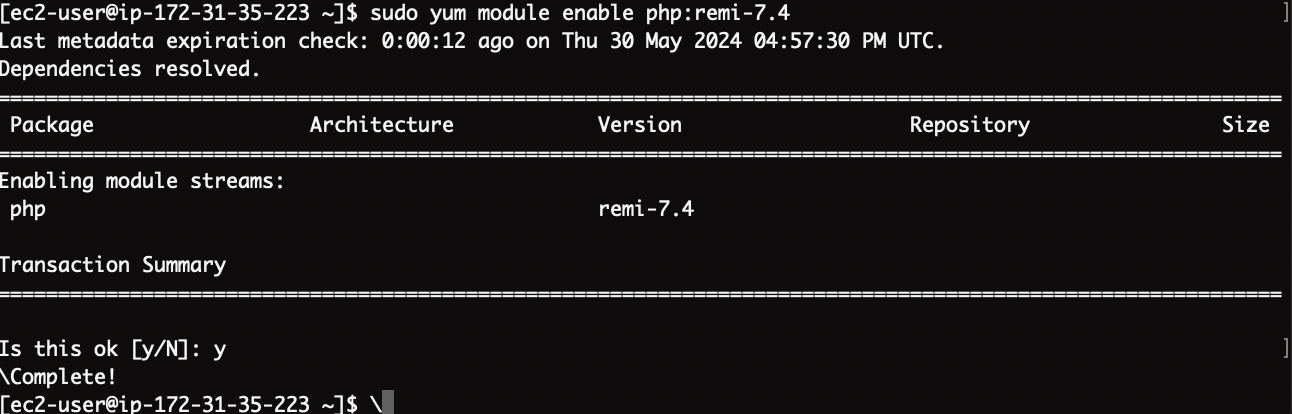 [ec2-user@ip-172-31-35-223 ~]$ sudo yum module enable php:remi-7.4 ]
Last metadata expiration check: 0:00:12 ago on Thu 30 May 2024 04:57:30 PM UTC.
Dependencies resolved.
================================================================================
Package Architecture Version Repository Size
================================================================================
Enabling module streams:
php remi-7.4
Transaction Summary
================================================================================
Is this ok [y/N]: y ]
\Complete!
[ec2-user@ip-172-31-35-223 ~]$ \